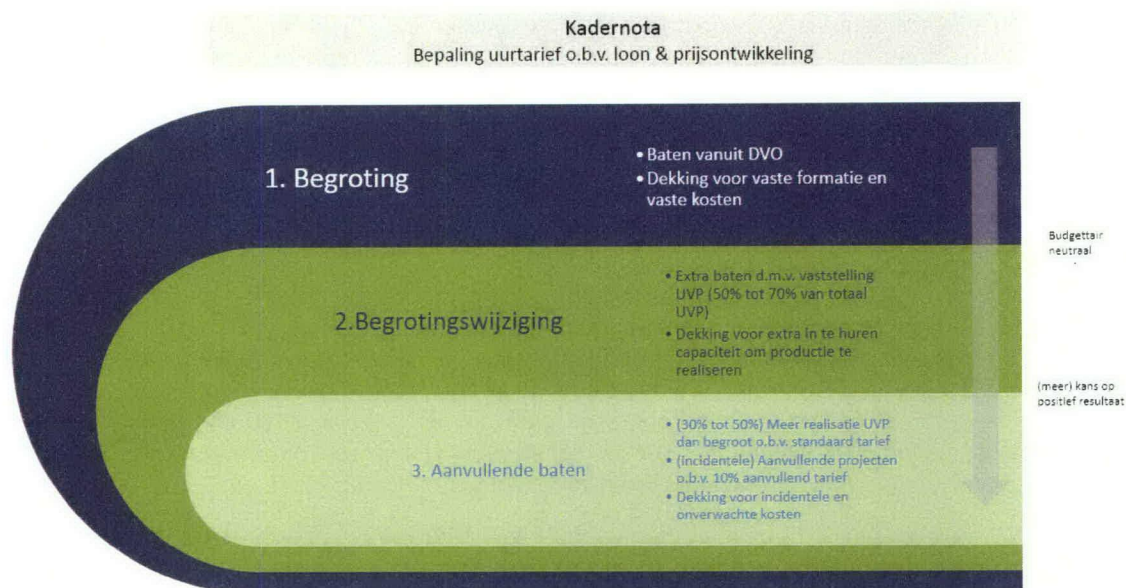 Kadernota
Bepaling uurtarief o.b.v. loon & prijsontwikkeling
1. Begroting
• Baten vanuit DVO
• Dekking voor vaste formatie en
vaste kosten
Budgettair
neutraal
2.Begrotingswijziging
• Extra baten d.m.v. vaststelling
UVP (50% tot 70% van totaal
UVP)
• Dekking voor extra in te huren
capaciteit om productie te
realiseren
(meer) kans op
positief resultaat
3. Aanvullende baten
• (30% tot 50%) Meer realisatie UVP
dan begroot o.b.v. standaard tarief
• (incidentele) Aanvullende projecten
o.b.v. 10% aanvullend tarief
• Dekking voor incidentele en
onverwachte kosten